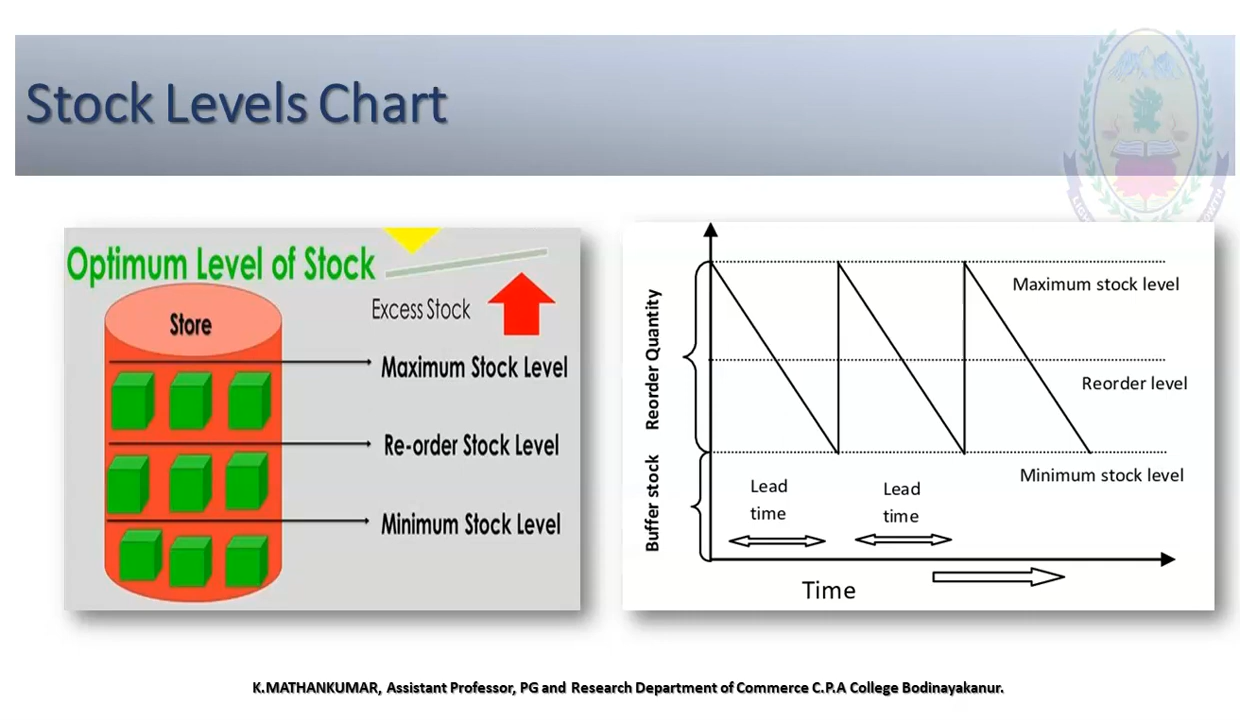 Stock Levels Chart
Optimum Level of Stock
Excess Stock
Store
Maximum Stock Level
Re-order Stock Level
Minimum Stock Level
Reorder Quantity
Buffer stock
Maximum stock level
Reorder level
Minimum stock level
Lead
time
Lead
time
Time
K.MATHANKUMAR, Assistant Professor, PG and Research Department of Commerce C.P.A College Bodinayakanur.